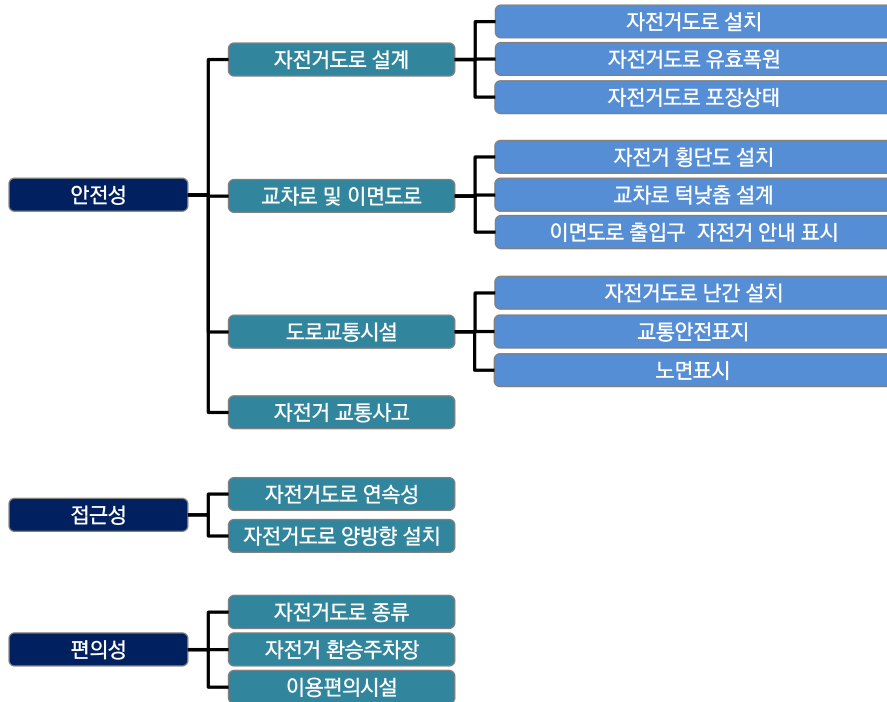 안전성
자전거도로 설계
자전거도로 설치
자전거도로 유효폭원
자전거도로 포장상태
교차로 및 이면도로
자전거 횡단도 설치
교차로 턱낮춤 설계
이면도로 출입구 자전거 안내 표시
도로교통시설
자전거도로 난간 설치
교통안전표지
노면표시
자전거 교통사고
접근성
자전거도로 연속성
자전거도로 양방향 설치
편의성
자전거도로 종류
자전거 환승주차장
이용편의시설